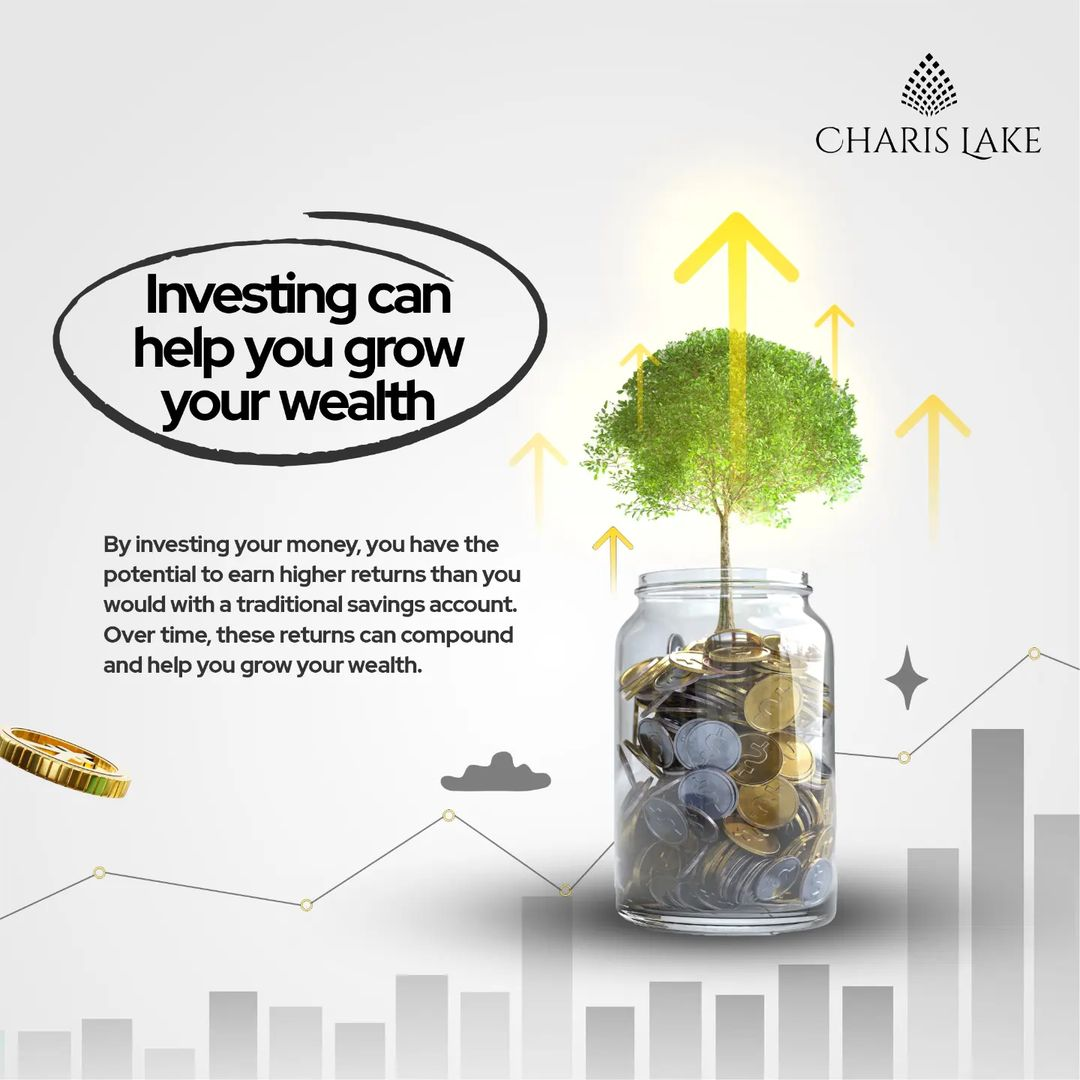 CHARIS LAKE
Investing can
help you grow
your wealth
By investing your money, you have the
potential to earn higher returns than you
would with a traditional savings account.
Over time, these returns can compound
and help you grow your wealth.